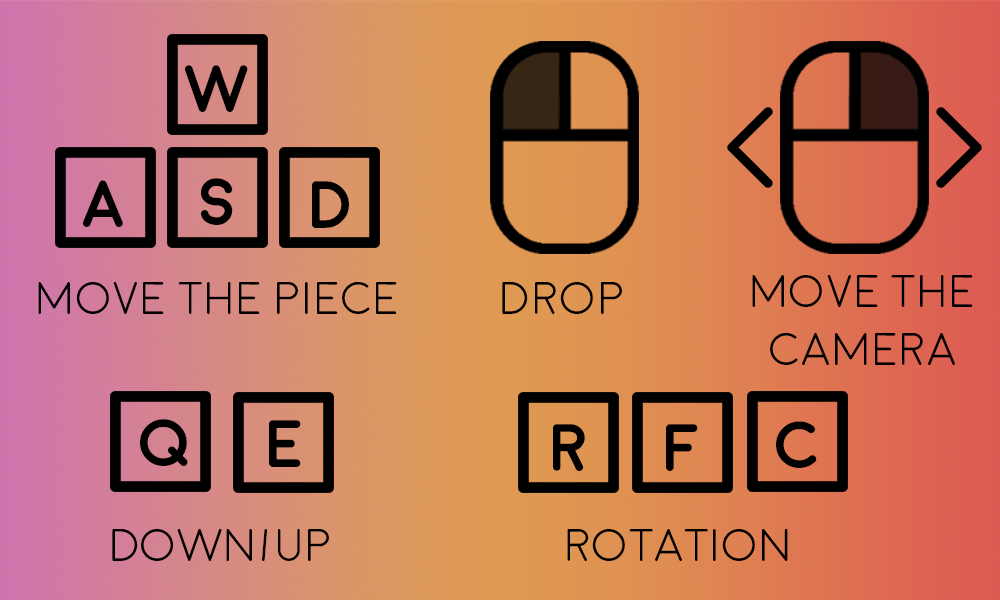 W
A S D
MOVE THE PIECE
DROP
MOVE THE
CAMERA
Q E
DOWN/UP
R F C
ROTATION